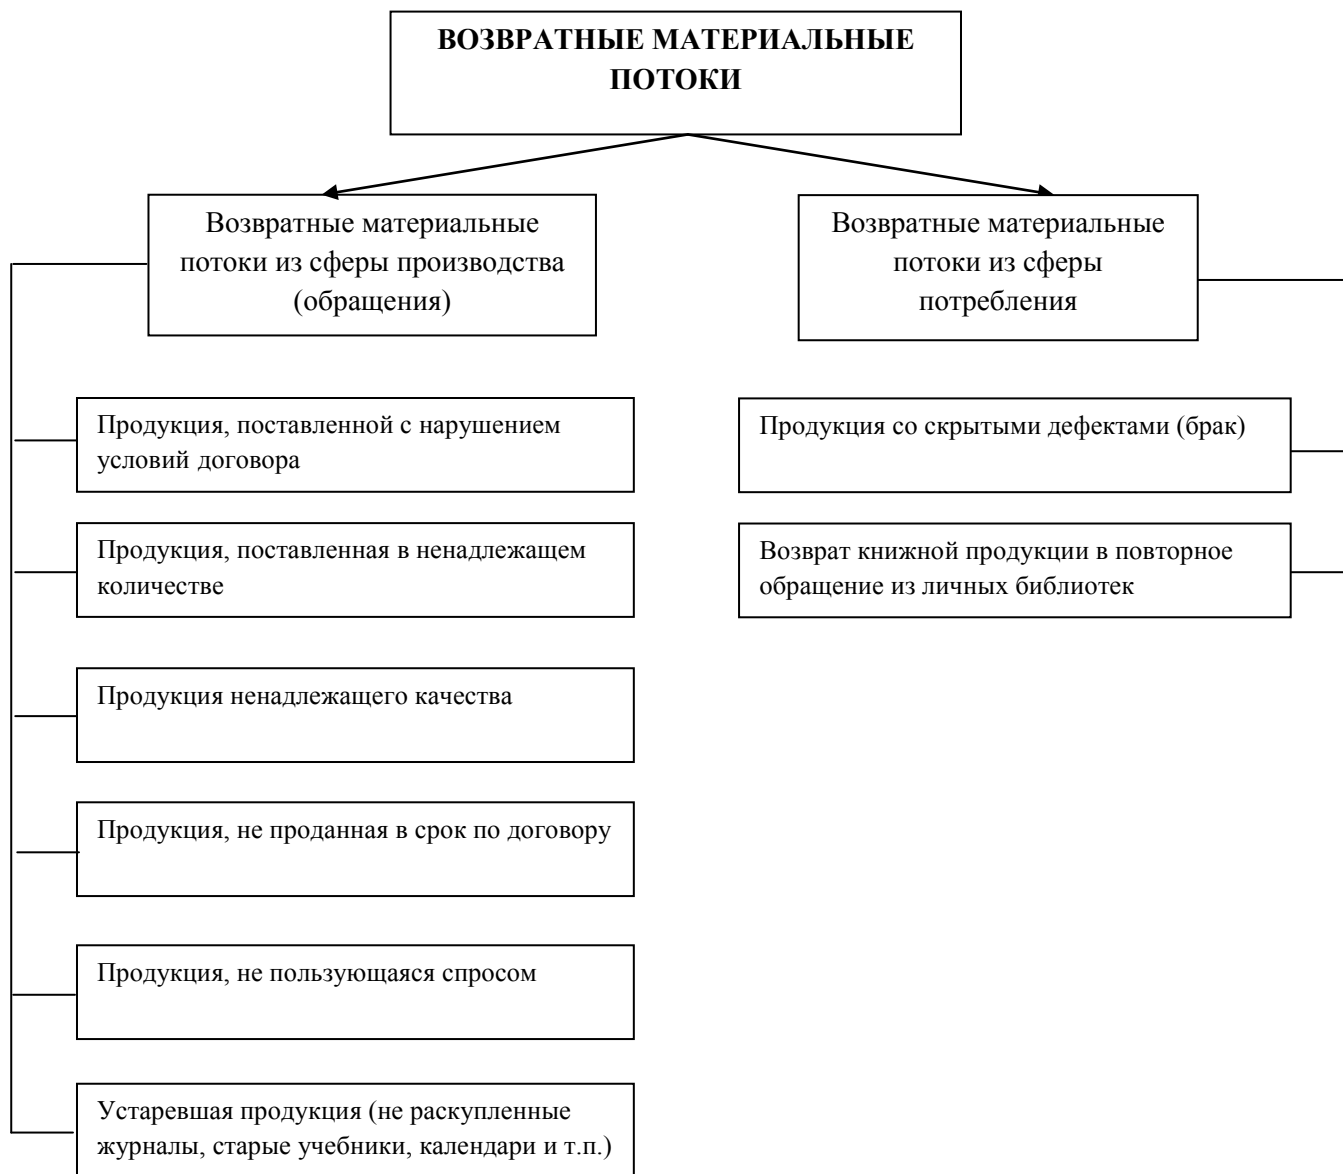 ВОЗВРАТНЫЕ МАТЕРИАЛЬНЫЕ
ПОТОКИ
Возвратные материальные
потоки из сферы производства
(обращения)
Возвратные материальные
потоки из сферы
потребления
Продукция, поставленной с нарушением
условий договора
Продукция, поставленная в ненадлежащем
количестве
Продукция ненадлежащего качества
Продукция, не проданная в срок по договору
Продукция, не пользующаяся спросом
Устаревшая продукция (не раскупленные
журналы, старые учебники, календари и т.п.)
Продукция со скрытыми дефектами (брак)
Возврат книжной продукции в повторное
обращение из личных библиотек